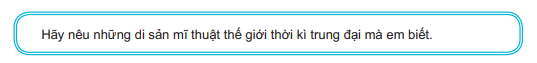 Hãy nêu những di sản mĩ thuật thế giới thời kì trung đại mà em biết.